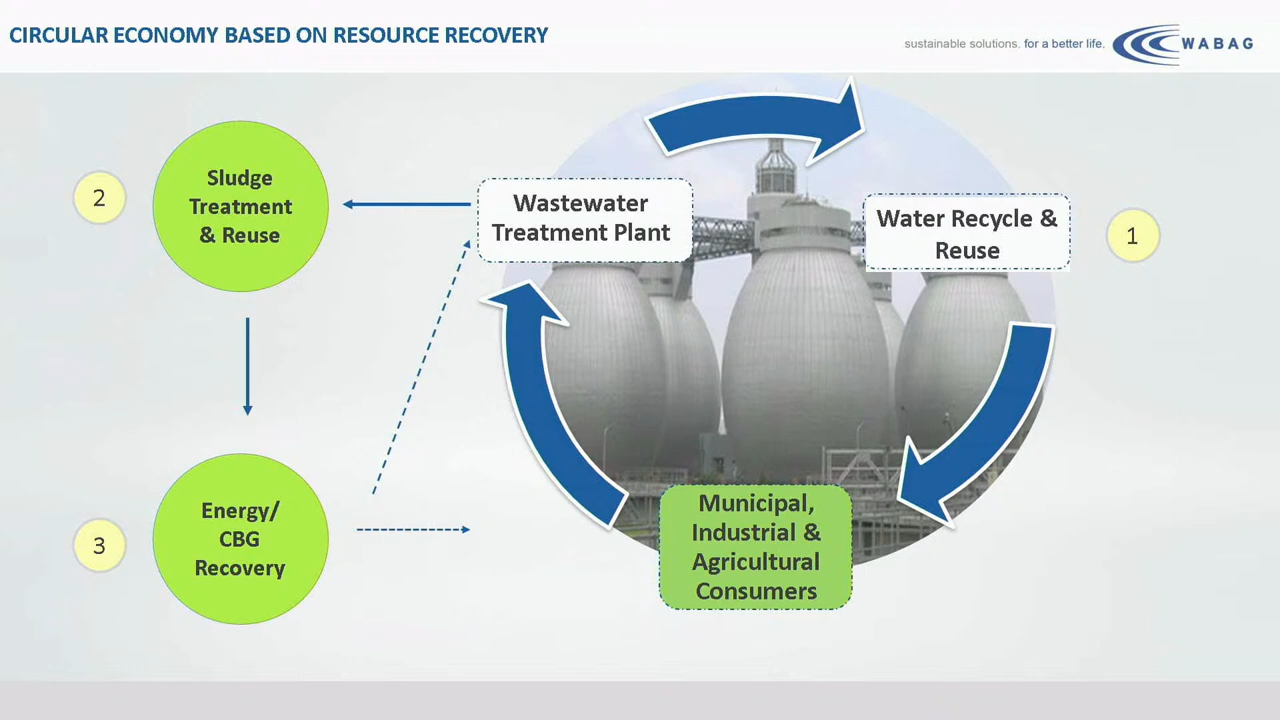 CIRCULAR ECONOMY BASED ON RESOURCE RECOVERY
sustainable solutions. for a better life.
WABAG
2
Sludge
Treatment
& Reuse
Wastewater
Treatment Plant
Water Recycle &
Reuse
1
3
Energy/
CBG
Recovery
Municipal,
Industrial &
Agricultural
Consumers